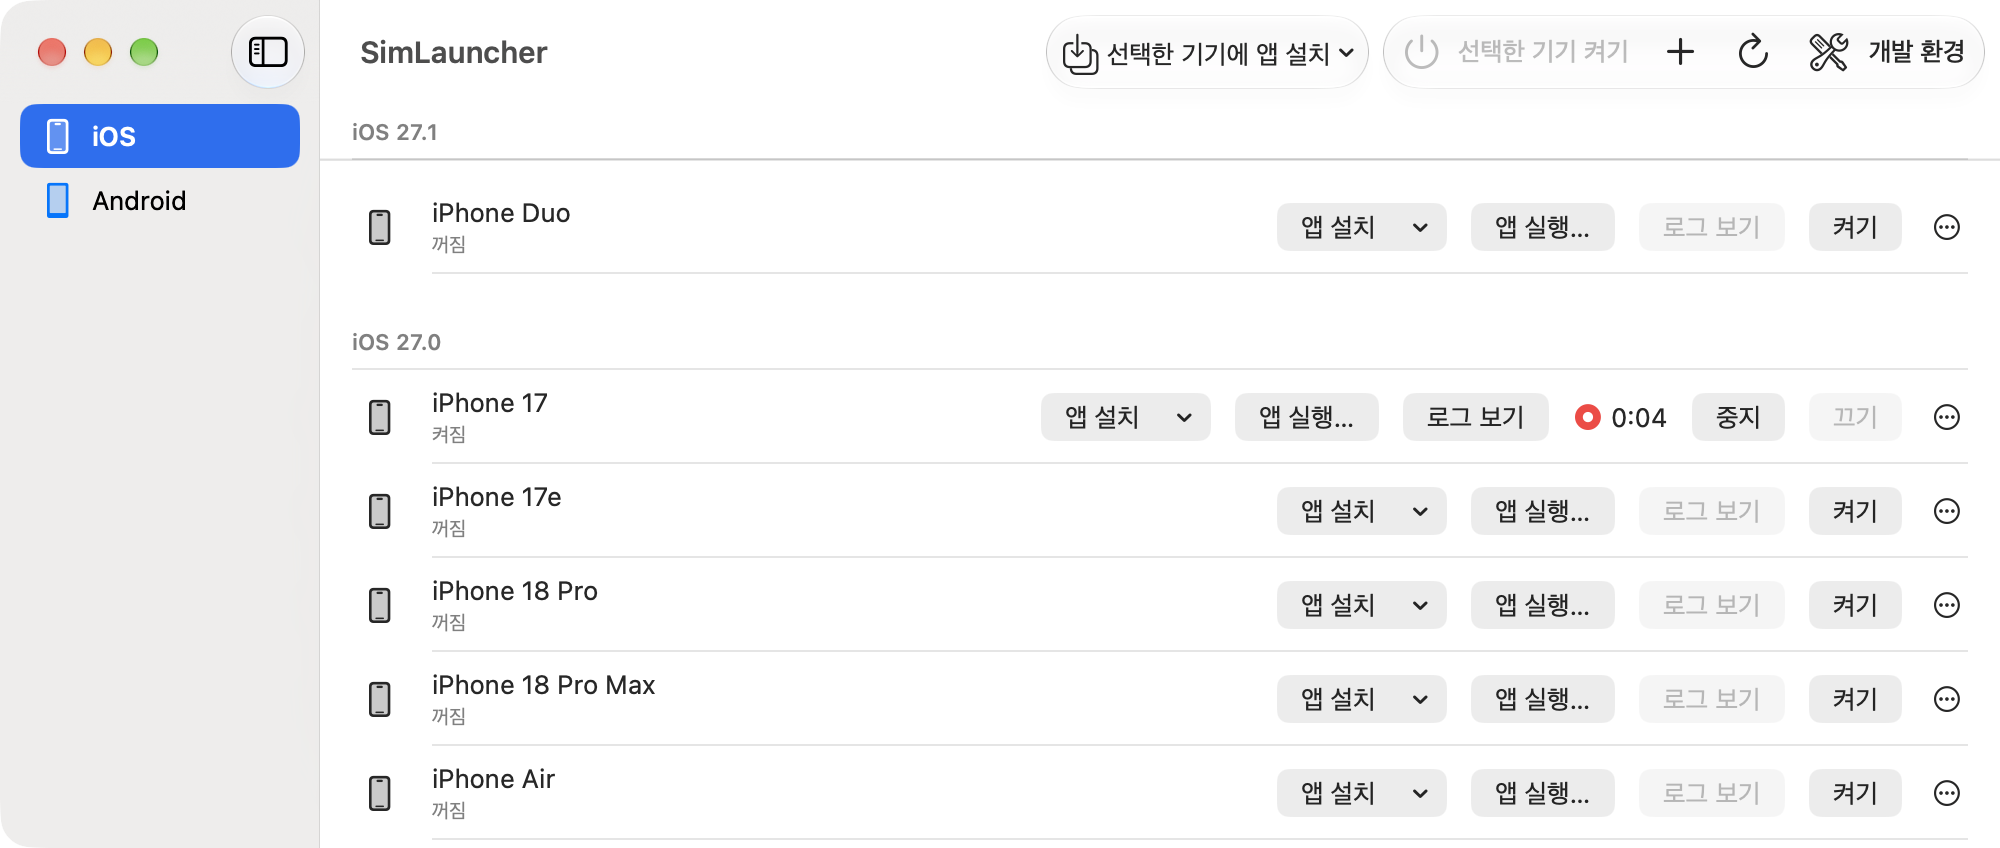 SimLauncher
선택한 기기에 앱 설치
선택한 기기 켜기
개발 환경
iOS
Android
iOS 27.1
iPhone Duo
꺼짐
앱 설치
앱 실행...
로그 보기
켜기
iOS 27.0
iPhone 17
켜짐
앱 설치
앱 실행...
로그 보기
0:04
중지
끄기
iPhone 17e
꺼짐
앱 설치
앱 실행...
로그 보기
켜기
iPhone 18 Pro
꺼짐
앱 설치
앱 실행...
로그 보기
켜기
iPhone 18 Pro Max
꺼짐
앱 설치
앱 실행...
로그 보기
켜기
iPhone Air
꺼짐
앱 설치
앱 실행...
로그 보기
켜기